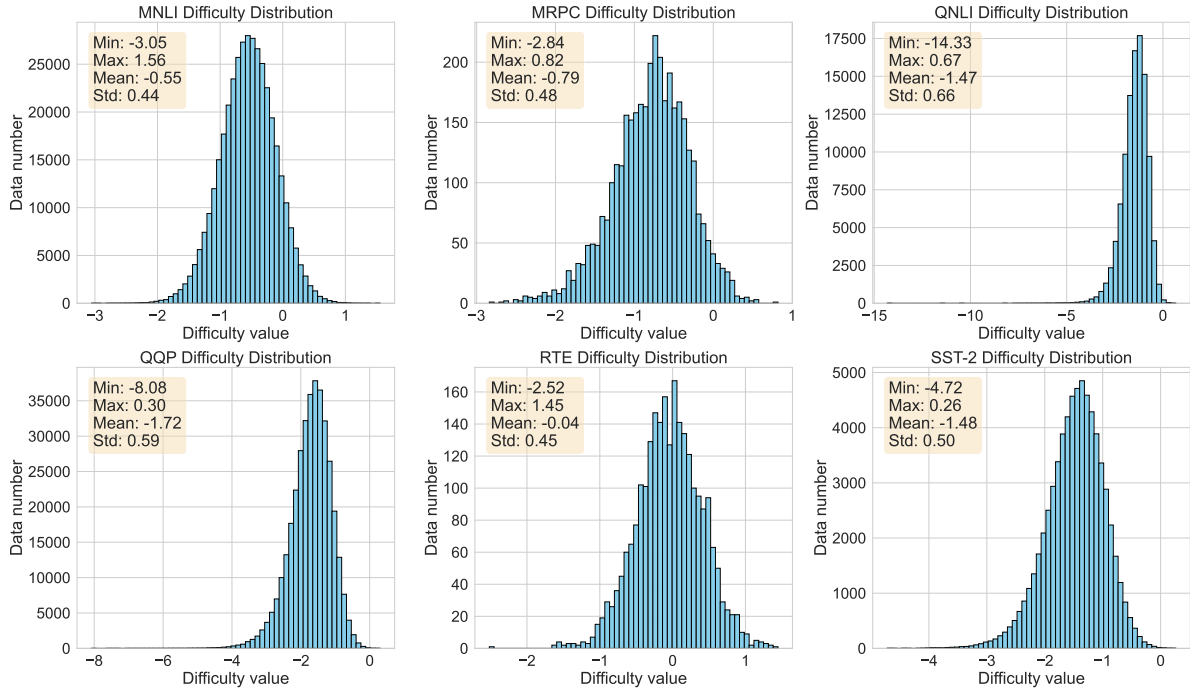 MNLI Difficulty Distribution
Min: -3.05
Max: 1.56
Mean: -0.55
Std: 0.44
Data number
25000
20000
15000
10000
5000
0
−3 −2 −1 0 1
Difficulty value
MRPC Difficulty Distribution
Min: -2.84
Max: 0.82
Mean: -0.79
Std: 0.48
Data number
200
150
100
50
0
−3 −2 −1 0 1
Difficulty value
QNLI Difficulty Distribution
Min: -14.33
Max: 0.67
Mean: -1.47
Std: 0.66
Data number
17500
15000
12500
10000
7500
5000
2500
0
−15 −10 −5 0
Difficulty value
QQP Difficulty Distribution
Min: -8.08
Max: 0.30
Mean: -1.72
Std: 0.59
Data number
35000
30000
25000
20000
15000
10000
5000
0
−8 −6 −4 −2 0
Difficulty value
RTE Difficulty Distribution
Min: -2.52
Max: 1.45
Mean: -0.04
Std: 0.45
Data number
160
140
120
100
80
60
40
20
0
−2 −1 0 1
Difficulty value
SST-2 Difficulty Distribution
Min: -4.72
Max: 0.26
Mean: -1.48
Std: 0.50
Data number
5000
4000
3000
2000
1000
0
−4 −3 −2 −1 0
Difficulty value